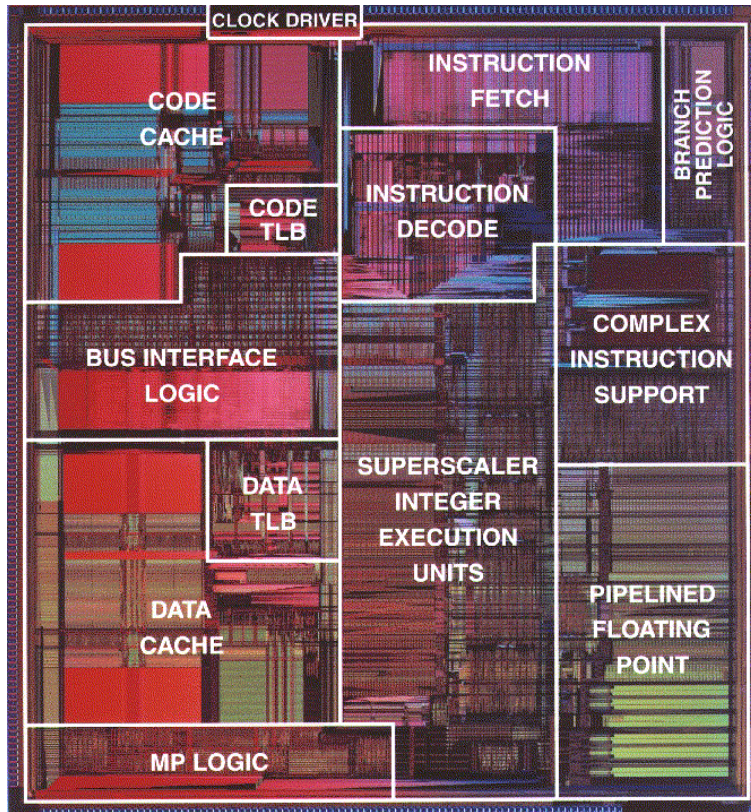 CLOCK DRIVER
CODE
CACHE
INSTRUCTION
FETCH
BRANCH
PREDICTION
LOGIC
CODE
TLB
INSTRUCTION
DECODE
BUS INTERFACE
LOGIC
COMPLEX
INSTRUCTION
SUPPORT
DATA
TLB
SUPERSCALER
INTEGER
EXECUTION
UNITS
DATA
CACHE
PIPELINED
FLOATING
POINT
MP LOGIC